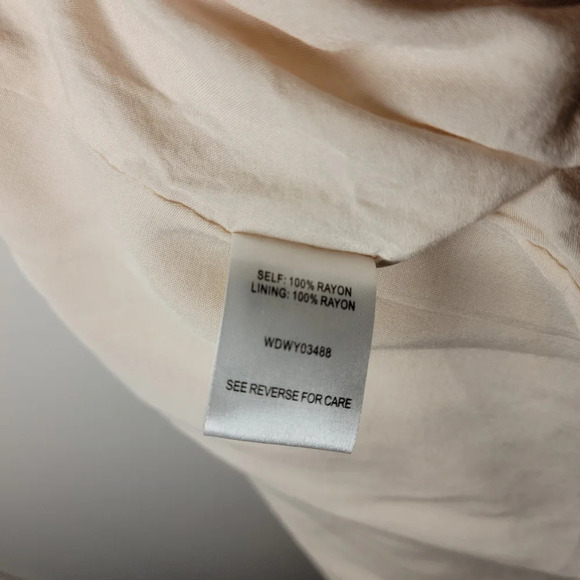 SELF: 100% RAYON
LINING: 100% RAYON
WDWY03488
SEE REVERSE FOR CARE